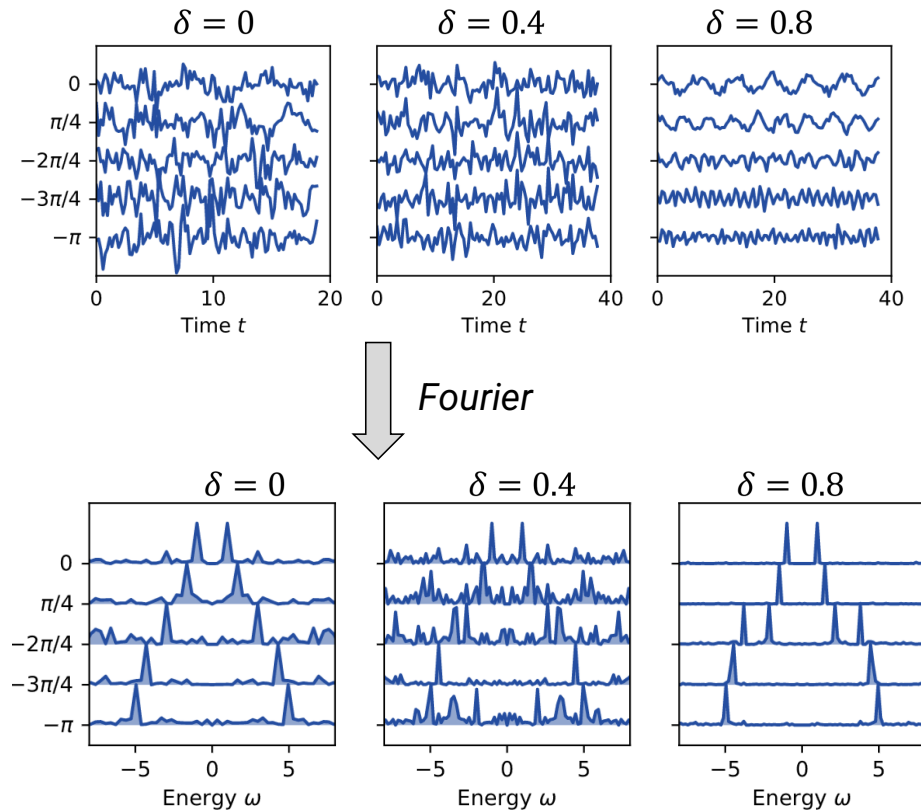 δ = 0 δ = 0.4 δ = 0.8
0
π/4
−2π/4
−3π/4
−π
0 10 20 0 20 40 0 20 40
Time t Time t Time t
Fourier
δ = 0 δ = 0.4 δ = 0.8
0
π/4
−2π/4
−3π/4
−π
−5 0 5 −5 0 5 −5 0 5
Energy ω Energy ω Energy ω